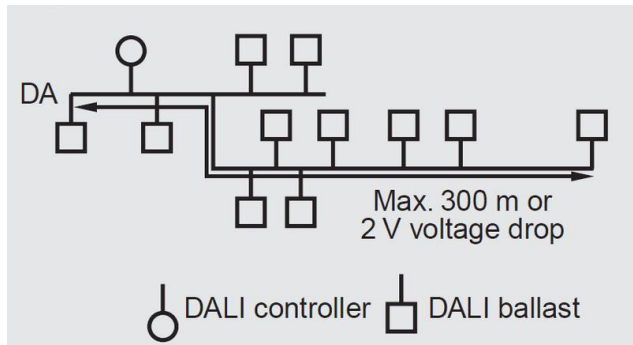 DA
Max. 300 m or
2 V voltage drop
DALI controller
DALI ballast